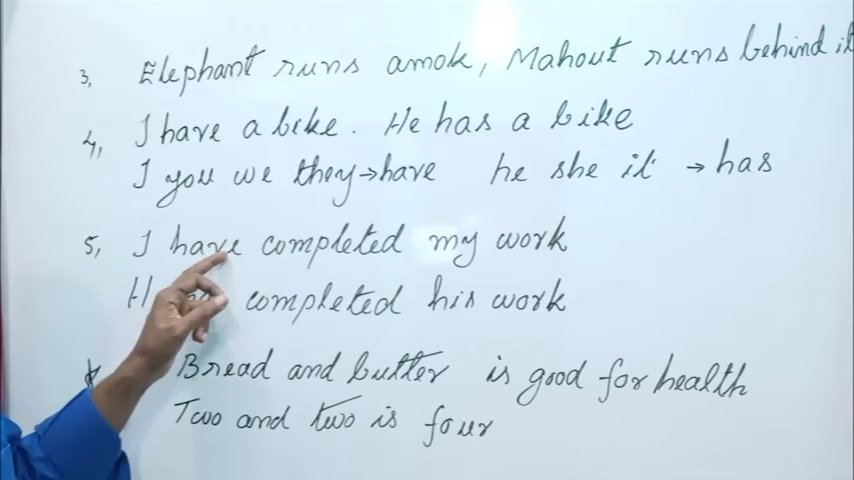 3, Elephant runs amok, Mahout runs behind it
4, I have a bike. He has a bike
I you we they→have he she it →has
5, I have completed my work
completed his work
Bread and butter is good for health
Two and two is four